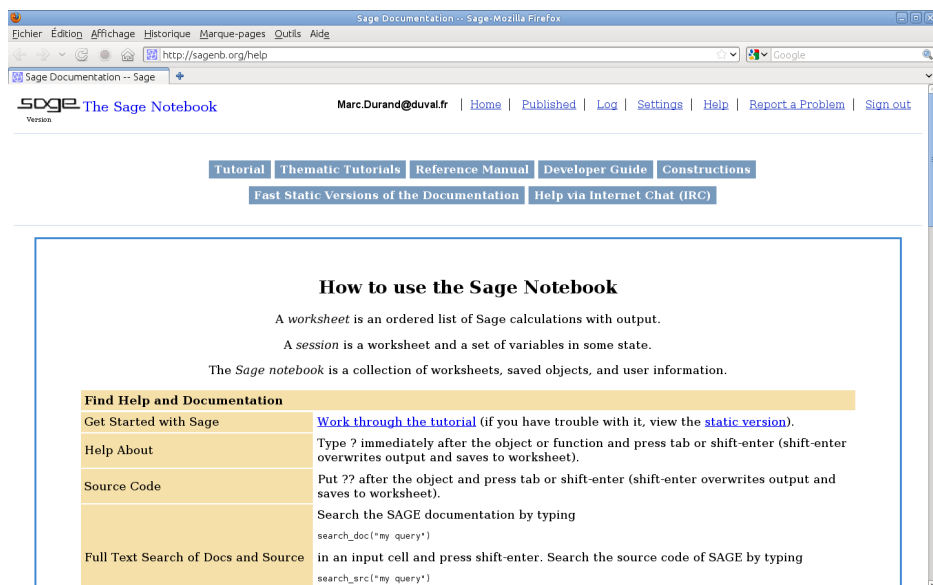 Sage Documentation -- Sage-Mozilla Firefox
Fichier Édition Affichage Historique Marque-pages Outils Aide
http://sagenb.org/help
Google
Sage Documentation -- Sage
sage The Sage Notebook
Version
Marc.Durand@duval.fr | Home | Published | Log | Settings | Help | Report a Problem | Sign out
Tutorial Thematic Tutorials Reference Manual Developer Guide Constructions
Fast Static Versions of the Documentation Help via Internet Chat (IRC)
How to use the Sage Notebook
A worksheet is an ordered list of Sage calculations with output.
A session is a worksheet and a set of variables in some state.
The Sage notebook is a collection of worksheets, saved objects, and user information.
Find Help and Documentation
Get Started with Sage
Work through the tutorial (if you have trouble with it, view the static version).
Help About
Type ? immediately after the object or function and press tab or shift-enter (shift-enter
overwrites output and saves to worksheet).
Source Code
Put ?? after the object and press tab or shift-enter (shift-enter overwrites output and
saves to worksheet).
Full Text Search of Docs and Source
Search the SAGE documentation by typing
search_doc("my query")
in an input cell and press shift-enter. Search the source code of SAGE by typing
search_src("my query")